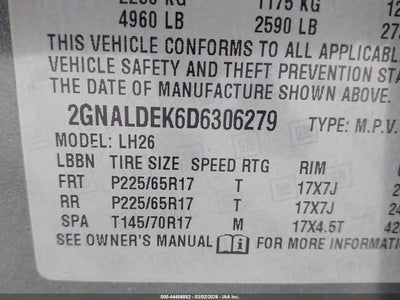 4960 LB 2590 LB
THIS VEHICLE CONFORMS TO ALL APPLICABL
VEHICLE SAFETY AND THEFT PREVENTION STA
THE DATE OF MANUFACTURE SHOWN ABOVE.
2GNALDEK6D6306279 TYPE: M.P.V.
MODEL: LH26
LBBN TIRE SIZE SPEED RTG RIM
FRT P225/65R17 T 17X7J
RR P225/65R17 T 17X7J
SPA T145/70R17 M 17X4.5T
SEE OWNER'S MANUAL FOR MORE INFORMATION
000-44488882 - 03/02/2026 - IAA Inc.